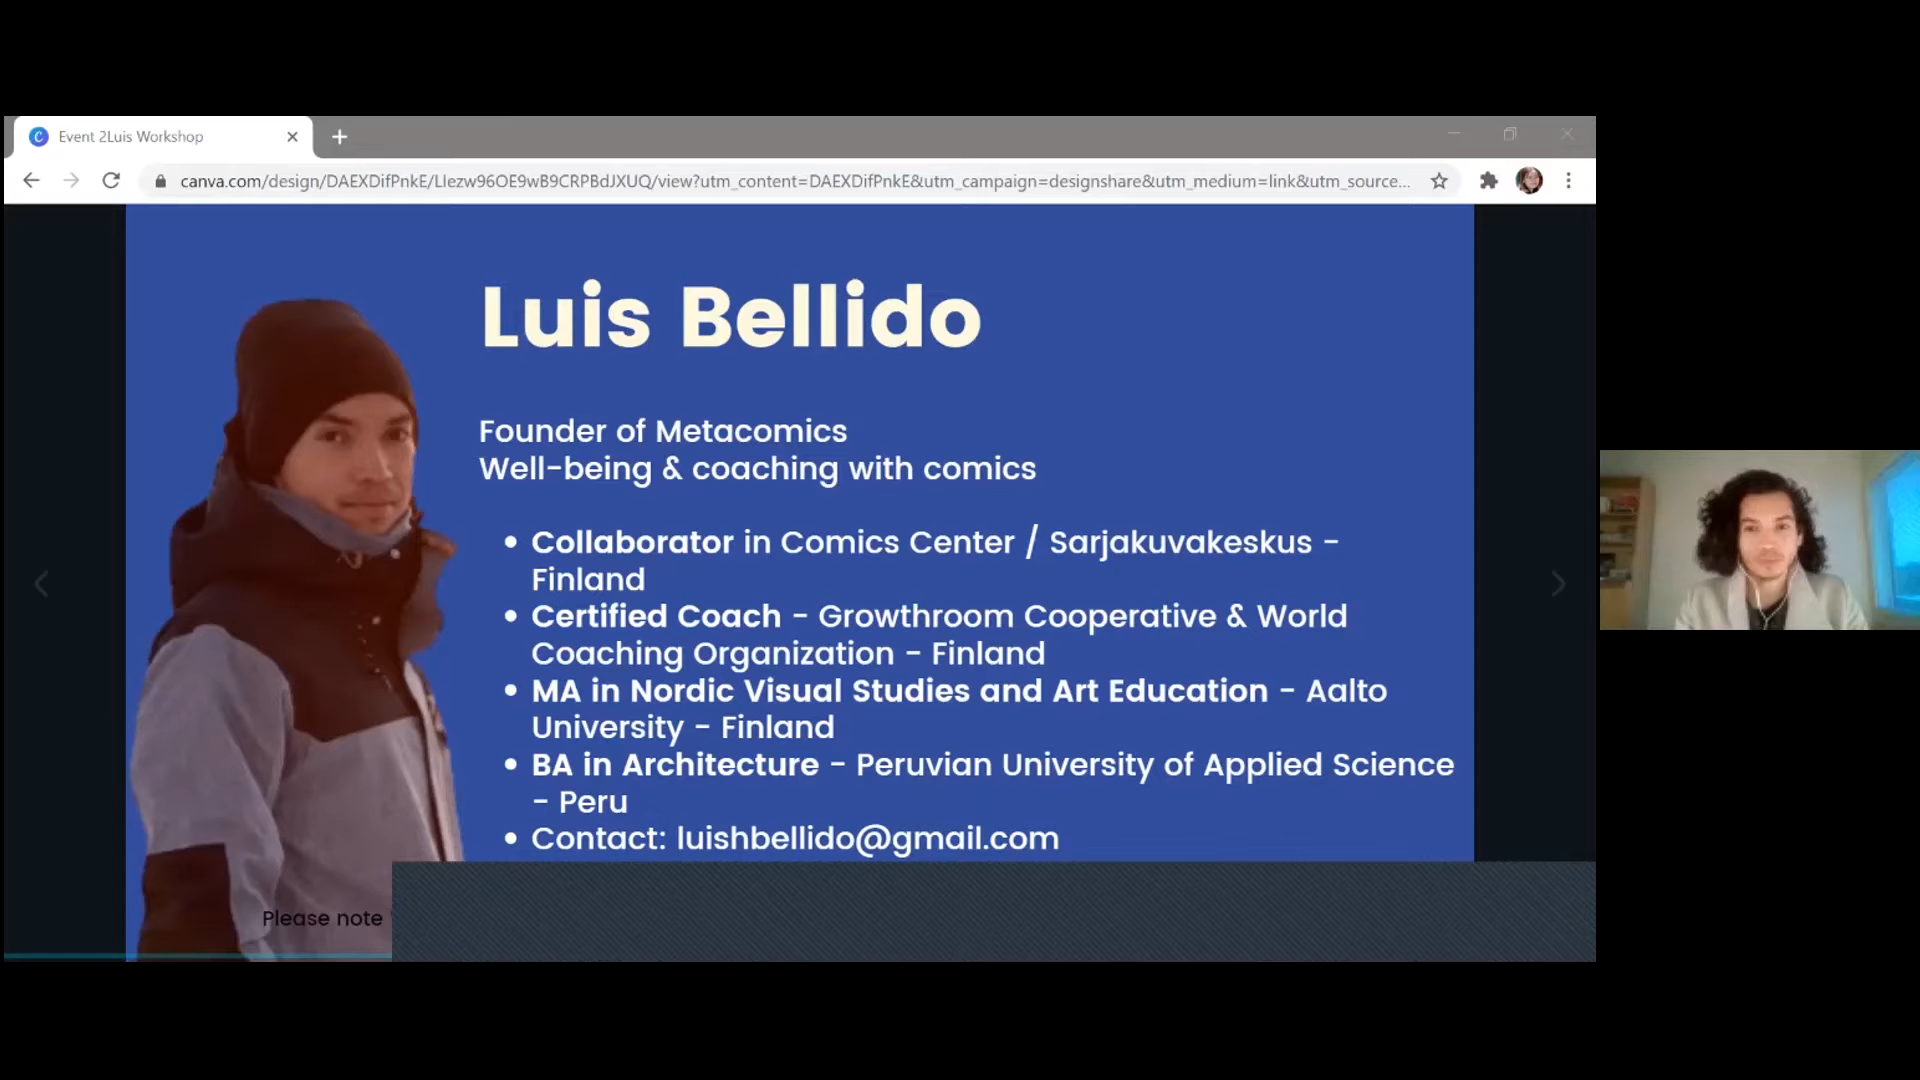 Event 2Luis Workshop
canva.com/design/DAEXDifPnkE/Llezw96OE9wB9CRPBdJXUQ/view?utm_content=DAEXDifPnkE&utm_campaign=designshare&utm_medium=link&utm_source...
Luis Bellido
Founder of Metacomics
Well-being & coaching with comics
• Collaborator in Comics Center / Sarjakuvakeskus -
Finland
• Certified Coach - Growthroom Cooperative & World
Coaching Organization - Finland
• MA in Nordic Visual Studies and Art Education - Aalto
University - Finland
• BA in Architecture - Peruvian University of Applied Science
- Peru
• Contact: luishbellido@gmail.com
Please note